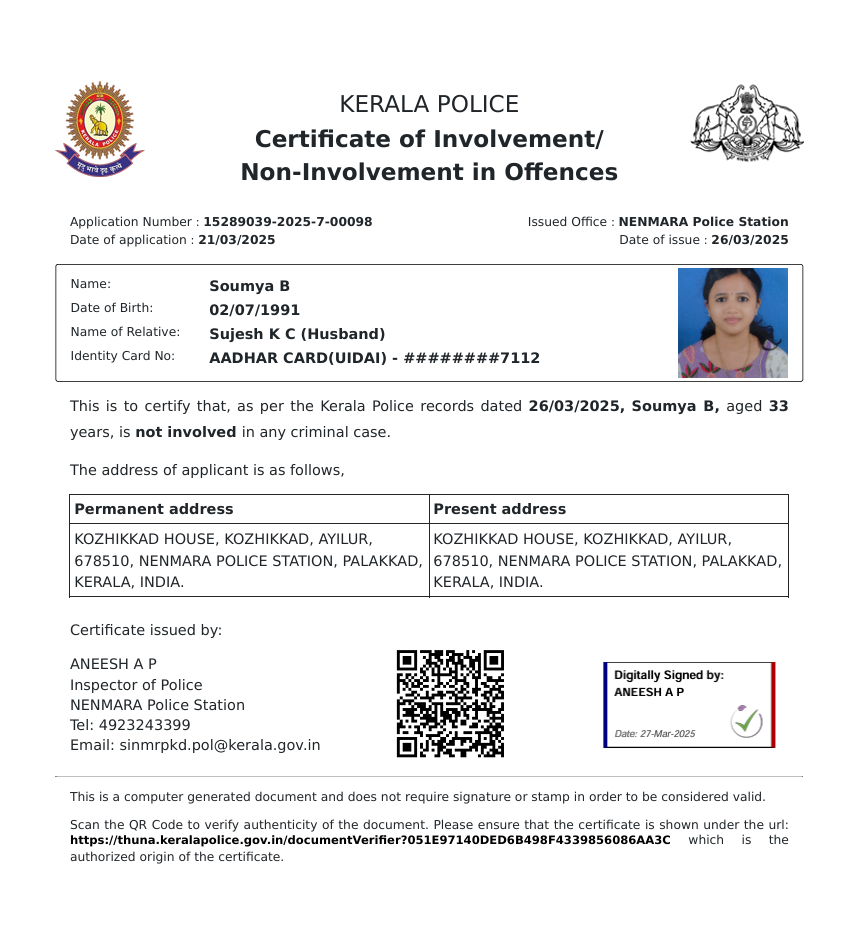 KERALA POLICE
Certificate of Involvement/
Non-Involvement in Offences
KERALA POLICE
मृदु भावे दृढ कृत्ये
Application Number : 15289039-2025-7-00098
Issued Office : NENMARA Police Station
Date of application : 21/03/2025
Date of issue : 26/03/2025
Name: Soumya B
Date of Birth: 02/07/1991
Name of Relative: Sujesh K C (Husband)
Identity Card No: AADHAR CARD(UIDAI) - ########7112
This is to certify that, as per the Kerala Police records dated 26/03/2025, Soumya B, aged 33
years, is not involved in any criminal case.
The address of applicant is as follows,
Permanent address
KOZHIKKAD HOUSE, KOZHIKKAD, AYILUR,
678510, NENMARA POLICE STATION, PALAKKAD,
KERALA, INDIA.
Present address
KOZHIKKAD HOUSE, KOZHIKKAD, AYILUR,
678510, NENMARA POLICE STATION, PALAKKAD,
KERALA, INDIA.
Certificate issued by:
ANEESH A P
Inspector of Police
NENMARA Police Station
Tel: 4923243399
Email: sinmrpkd.pol@kerala.gov.in
Digitally Signed by:
ANEESH A P
Date: 27-Mar-2025
This is a computer generated document and does not require signature or stamp in order to be considered valid.
Scan the QR Code to verify authenticity of the document. Please ensure that the certificate is shown under the url:
https://thuna.keralapolice.gov.in/documentVerifier?051E97140DED6B498F4339856086AA3C which is the
authorized origin of the certificate.